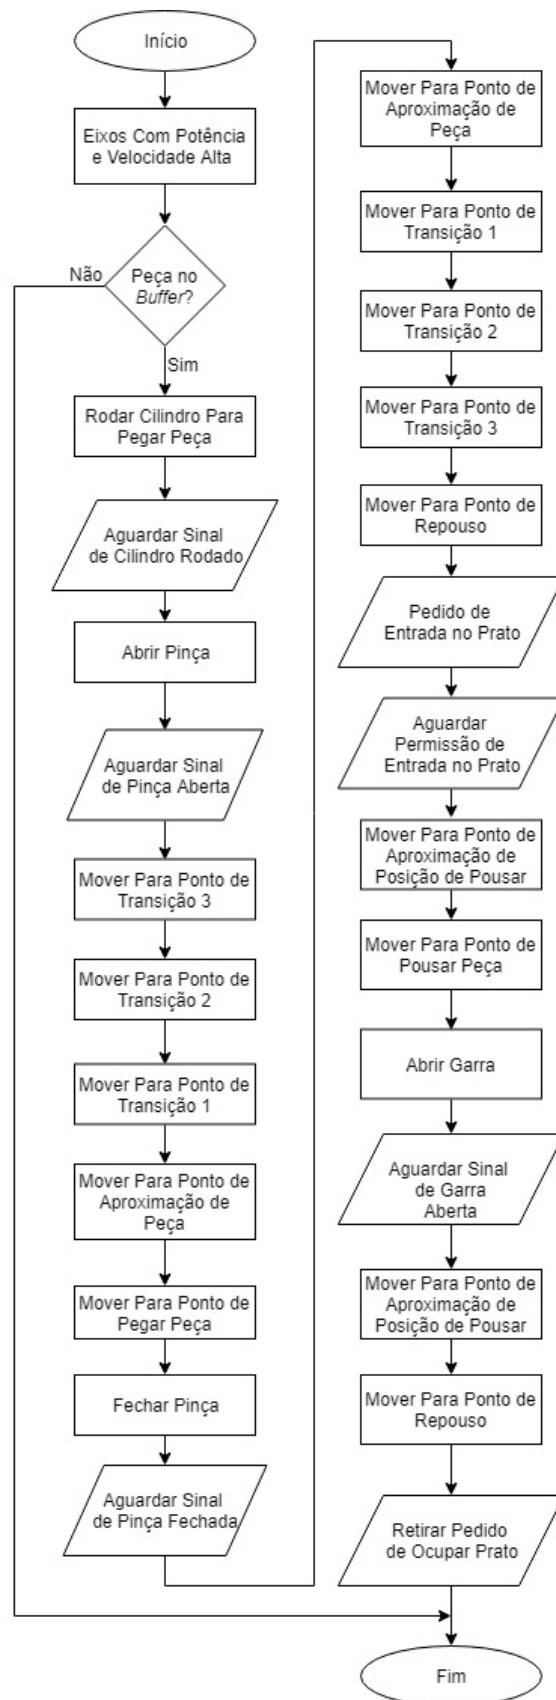 Início
Eixos Com Potência
e Velocidade Alta
Não
Peça no
Buffer?
Sim
Rodar Cilindro Para
Pegar Peça
Aguardar Sinal
de Cilindro Rodado
Abrir Pinça
Aguardar Sinal
de Pinça Aberta
Mover Para Ponto de
Transição 3
Mover Para Ponto de
Transição 2
Mover Para Ponto de
Transição 1
Mover Para Ponto de
Aproximação de
Peça
Mover Para Ponto de
Pegar Peça
Fechar Pinça
Aguardar Sinal
de Pinça Fechada
Mover Para Ponto de
Aproximação de
Peça
Mover Para Ponto de
Transição 1
Mover Para Ponto de
Transição 2
Mover Para Ponto de
Transição 3
Mover Para Ponto de
Repouso
Pedido de
Entrada no Prato
Aguardar
Permissão de
Entrada no Prato
Mover Para Ponto de
Aproximação de
Posição de Pousar
Mover Para Ponto de
Pousar Peça
Abrir Garra
Aguardar Sinal
de Garra
Aberta
Mover Para Ponto de
Aproximação de
Posição de Pousar
Mover Para Ponto de
Repouso
Retirar Pedido
de Ocupar Prato
Fim